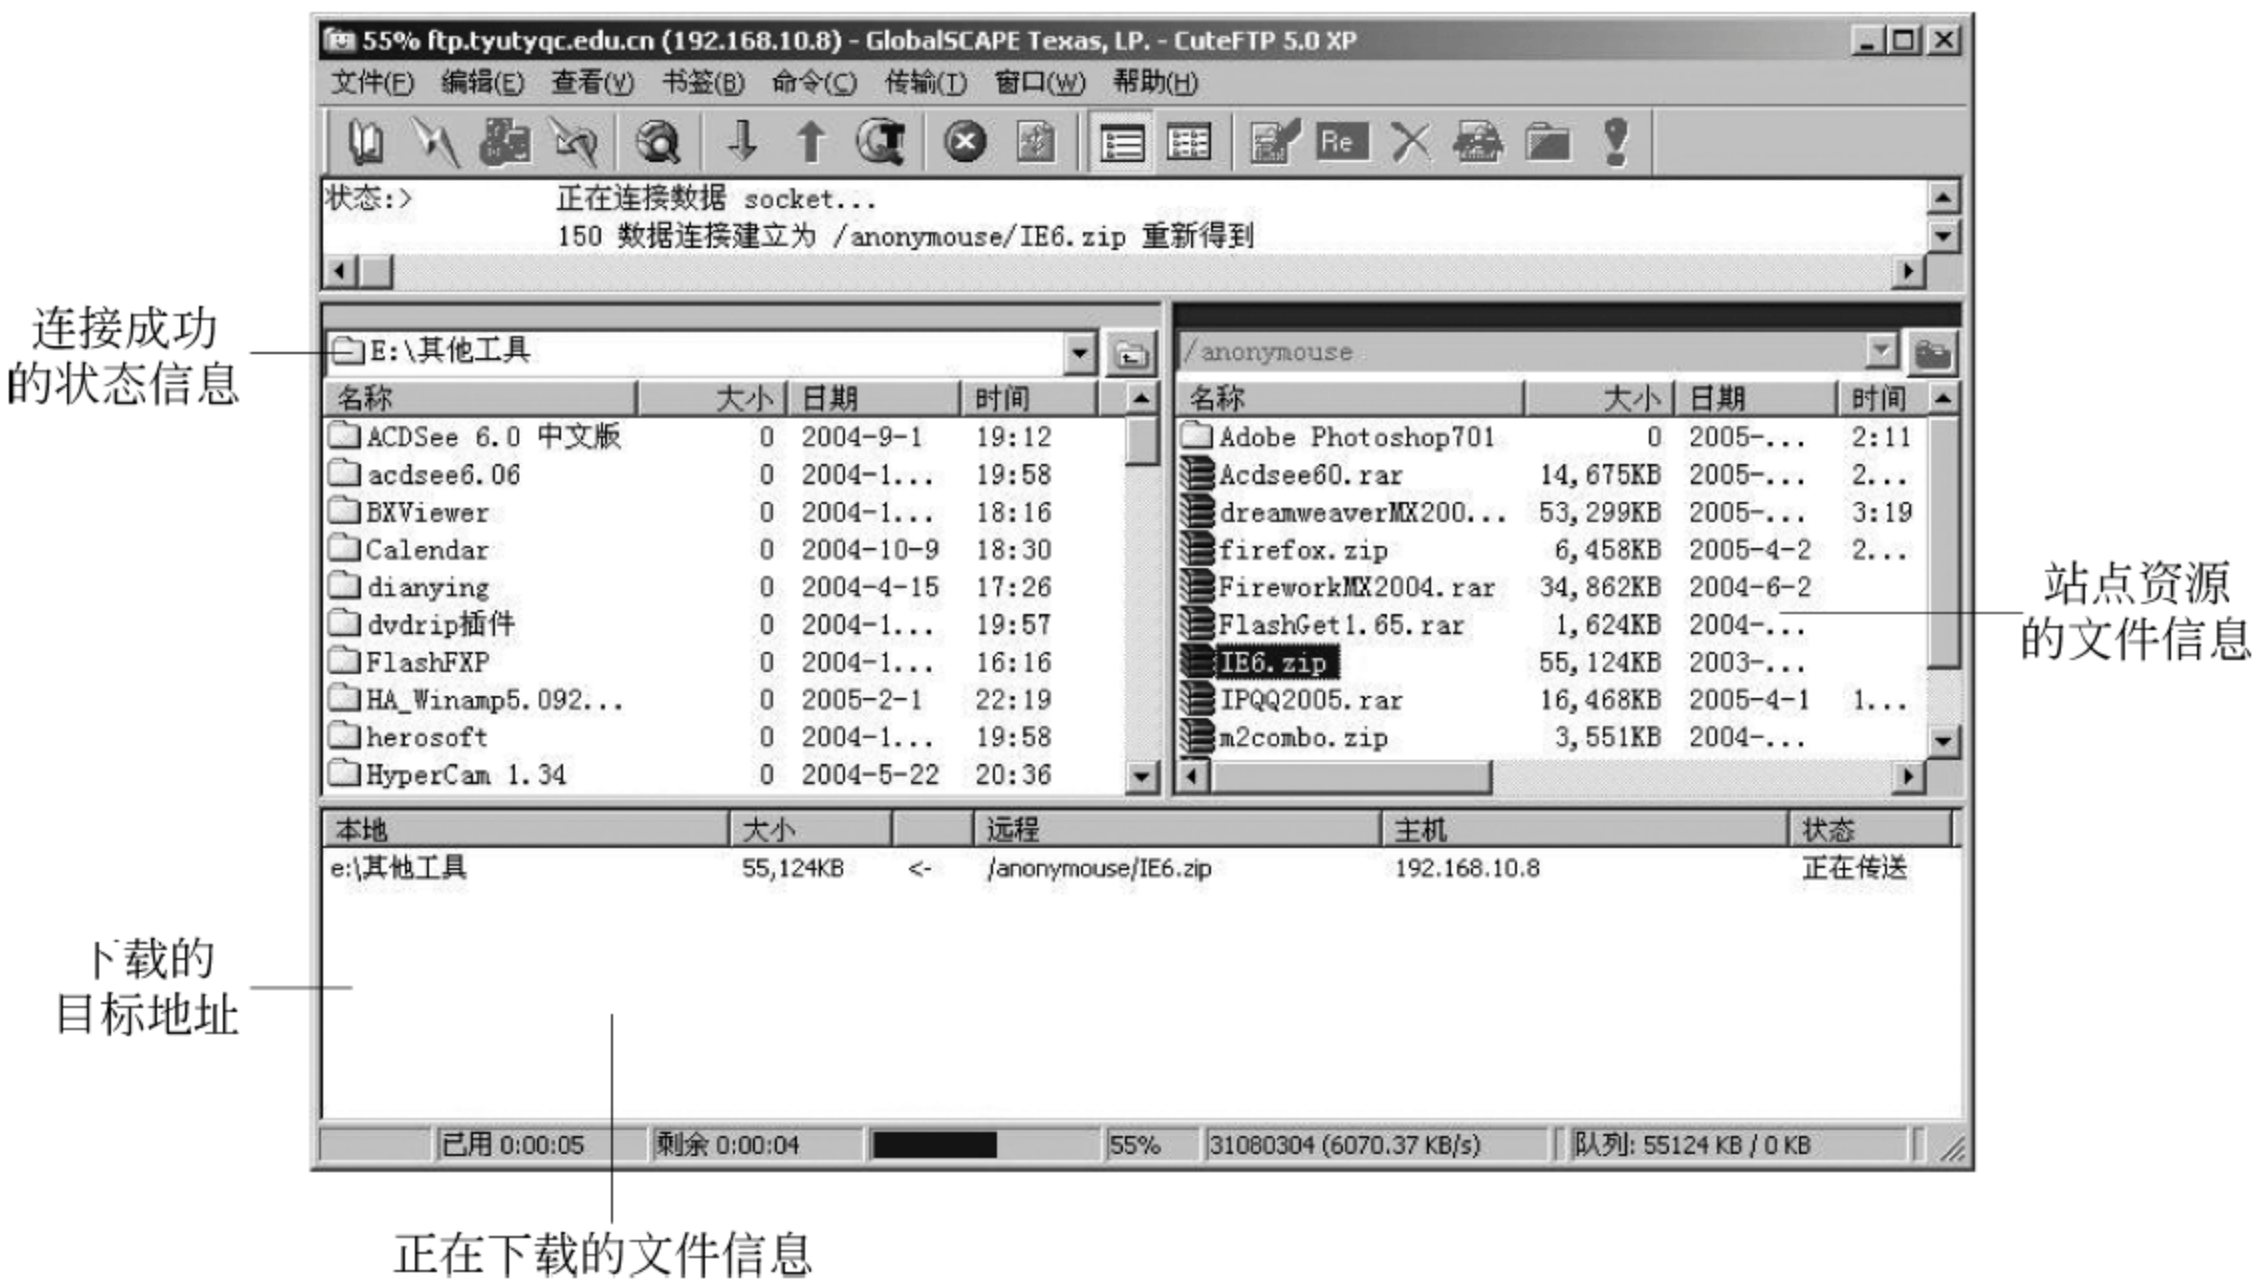 55% ftp.tyutyqc.edu.cn (192.168.10.8) - GlobalSCAPE Texas, LP. - CuteFTP 5.0 XP
文件(F) 编辑(E) 查看(V) 书签(B) 命令(C) 传输(T) 窗口(W) 帮助(H)
Re
状态:> 正在连接数据 socket...
150 数据连接建立为 /anonymouse/IE6.zip 重新得到
连接成功
的状态信息
E:\其他工具
名称 大小 日期 时间
ACDSee 6.0 中文版 0 2004-9-1 19:12
acdsee6.06 0 2004-1... 19:58
BXViewer 0 2004-1... 18:16
Calendar 0 2004-10-9 18:30
dianying 0 2004-4-15 17:26
dvdrip插件 0 2004-1... 19:57
FlashFXP 0 2004-1... 16:16
HA_Winamp5.092... 0 2005-2-1 22:19
herosoft 0 2004-1... 19:58
HyperCam 1.34 0 2004-5-22 20:36
/anonymouse
名称 大小 日期 时间
Adobe Photoshop701 0 2005-... 2:11
Acdsee60.rar 14,675KB 2005-... 2...
dreamweaverMX200... 53,299KB 2005-... 3:19
firefox.zip 6,458KB 2005-4-2 2...
FireworkMX2004.rar 34,862KB 2004-6-2
FlashGet1.65.rar 1,624KB 2004-...
IE6.zip 55,124KB 2003-...
IPQQ2005.rar 16,468KB 2005-4-1 1...
m2combo.zip 3,551KB 2004-...
站点资源
的文件信息
本地 大小 远程 主机 状态
e:\其他工具 55,124KB <- /anonymouse/IE6.zip 192.168.10.8 正在传送
下载的
目标地址
已用 0:00:05 剩余 0:00:04 55% 31080304 (6070.37 KB/s) 队列: 55124 KB / 0 KB
正在下载的文件信息